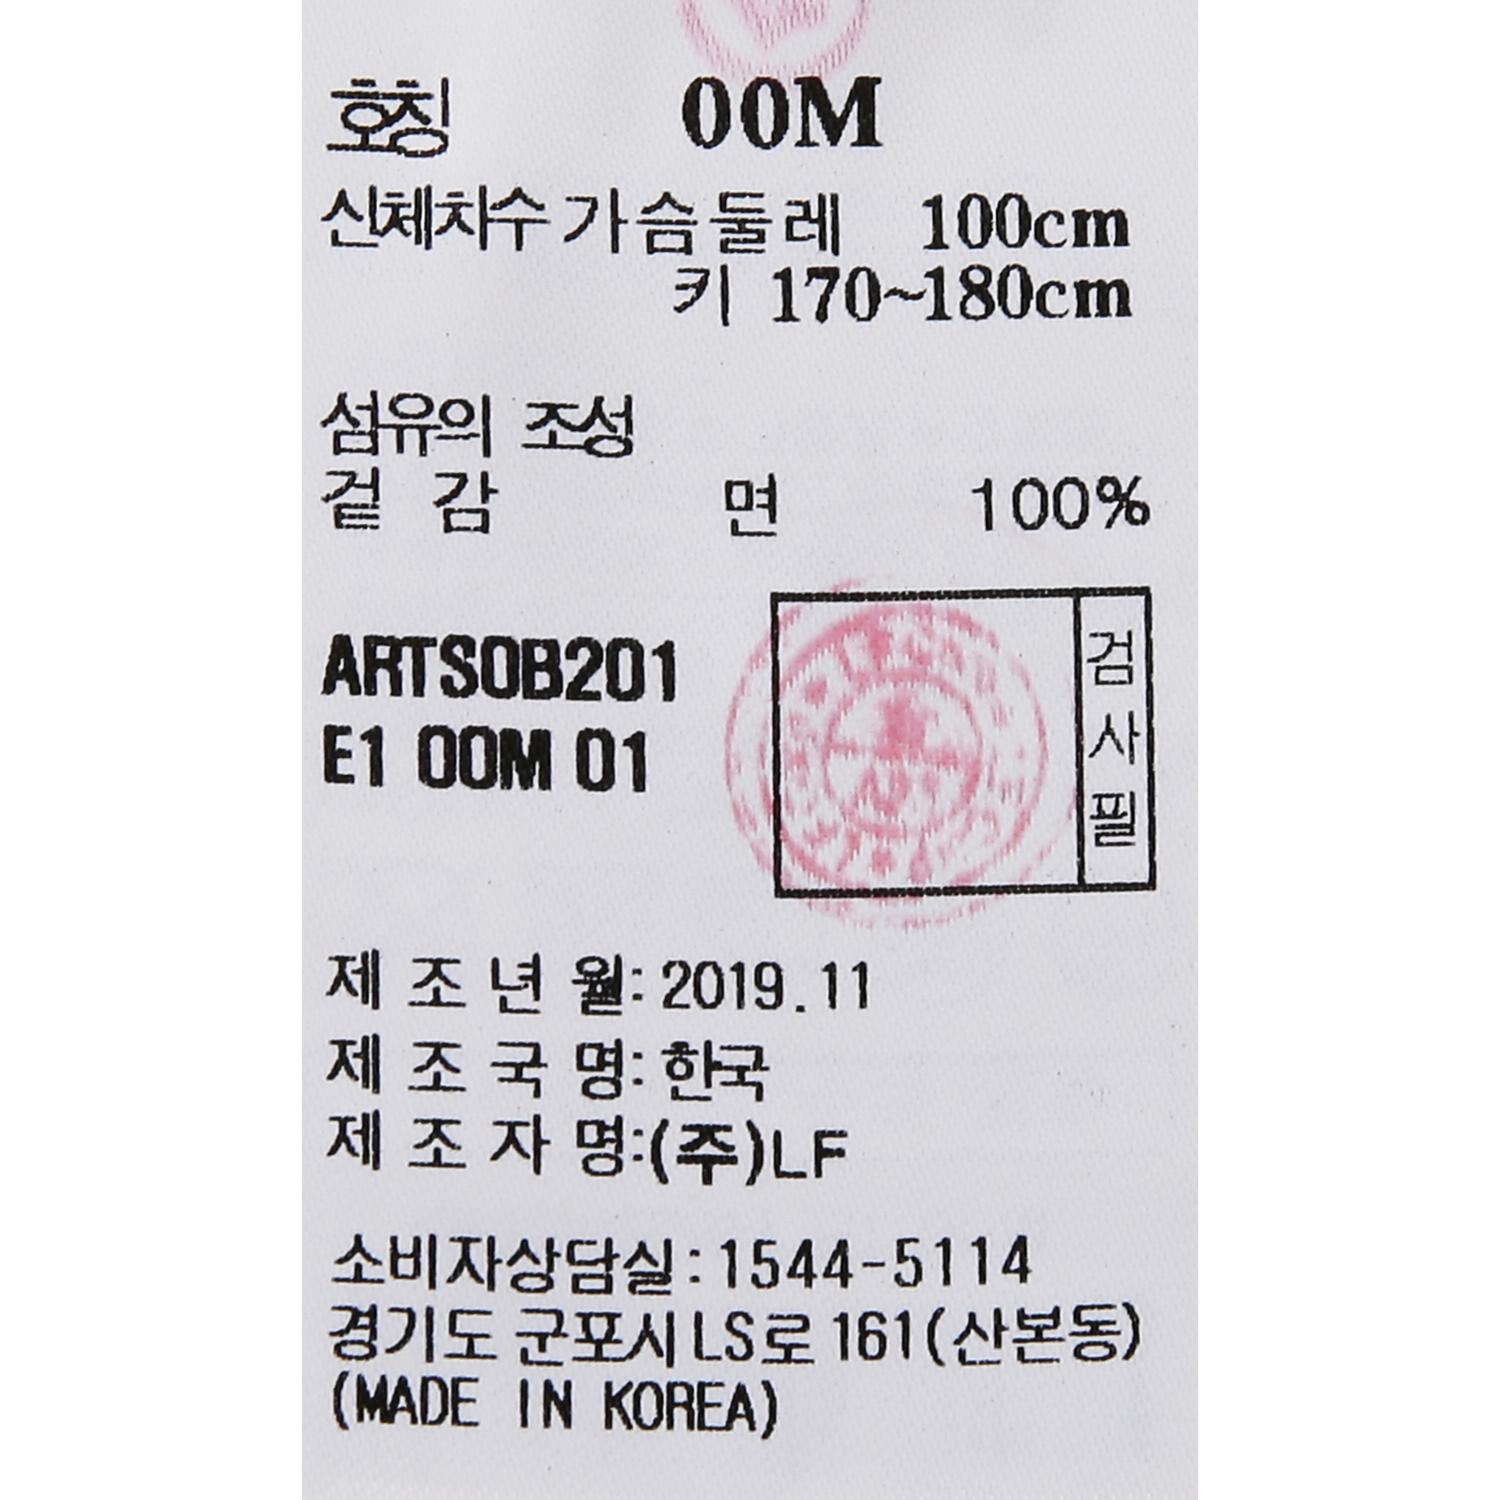 호칭 00M
신체치수 가슴둘레 100cm
키 170~180cm
섬유의 조성
겉 감 면 100%
ARTS0B201
E1 00M 01
검사필
제 조 년 월: 2019.11
제 조 국 명: 한국
제 조 자 명:(주)LF
소비자상담실:1544-5114
경기도 군포시 LS로 161(산본동)
(MADE IN KOREA)